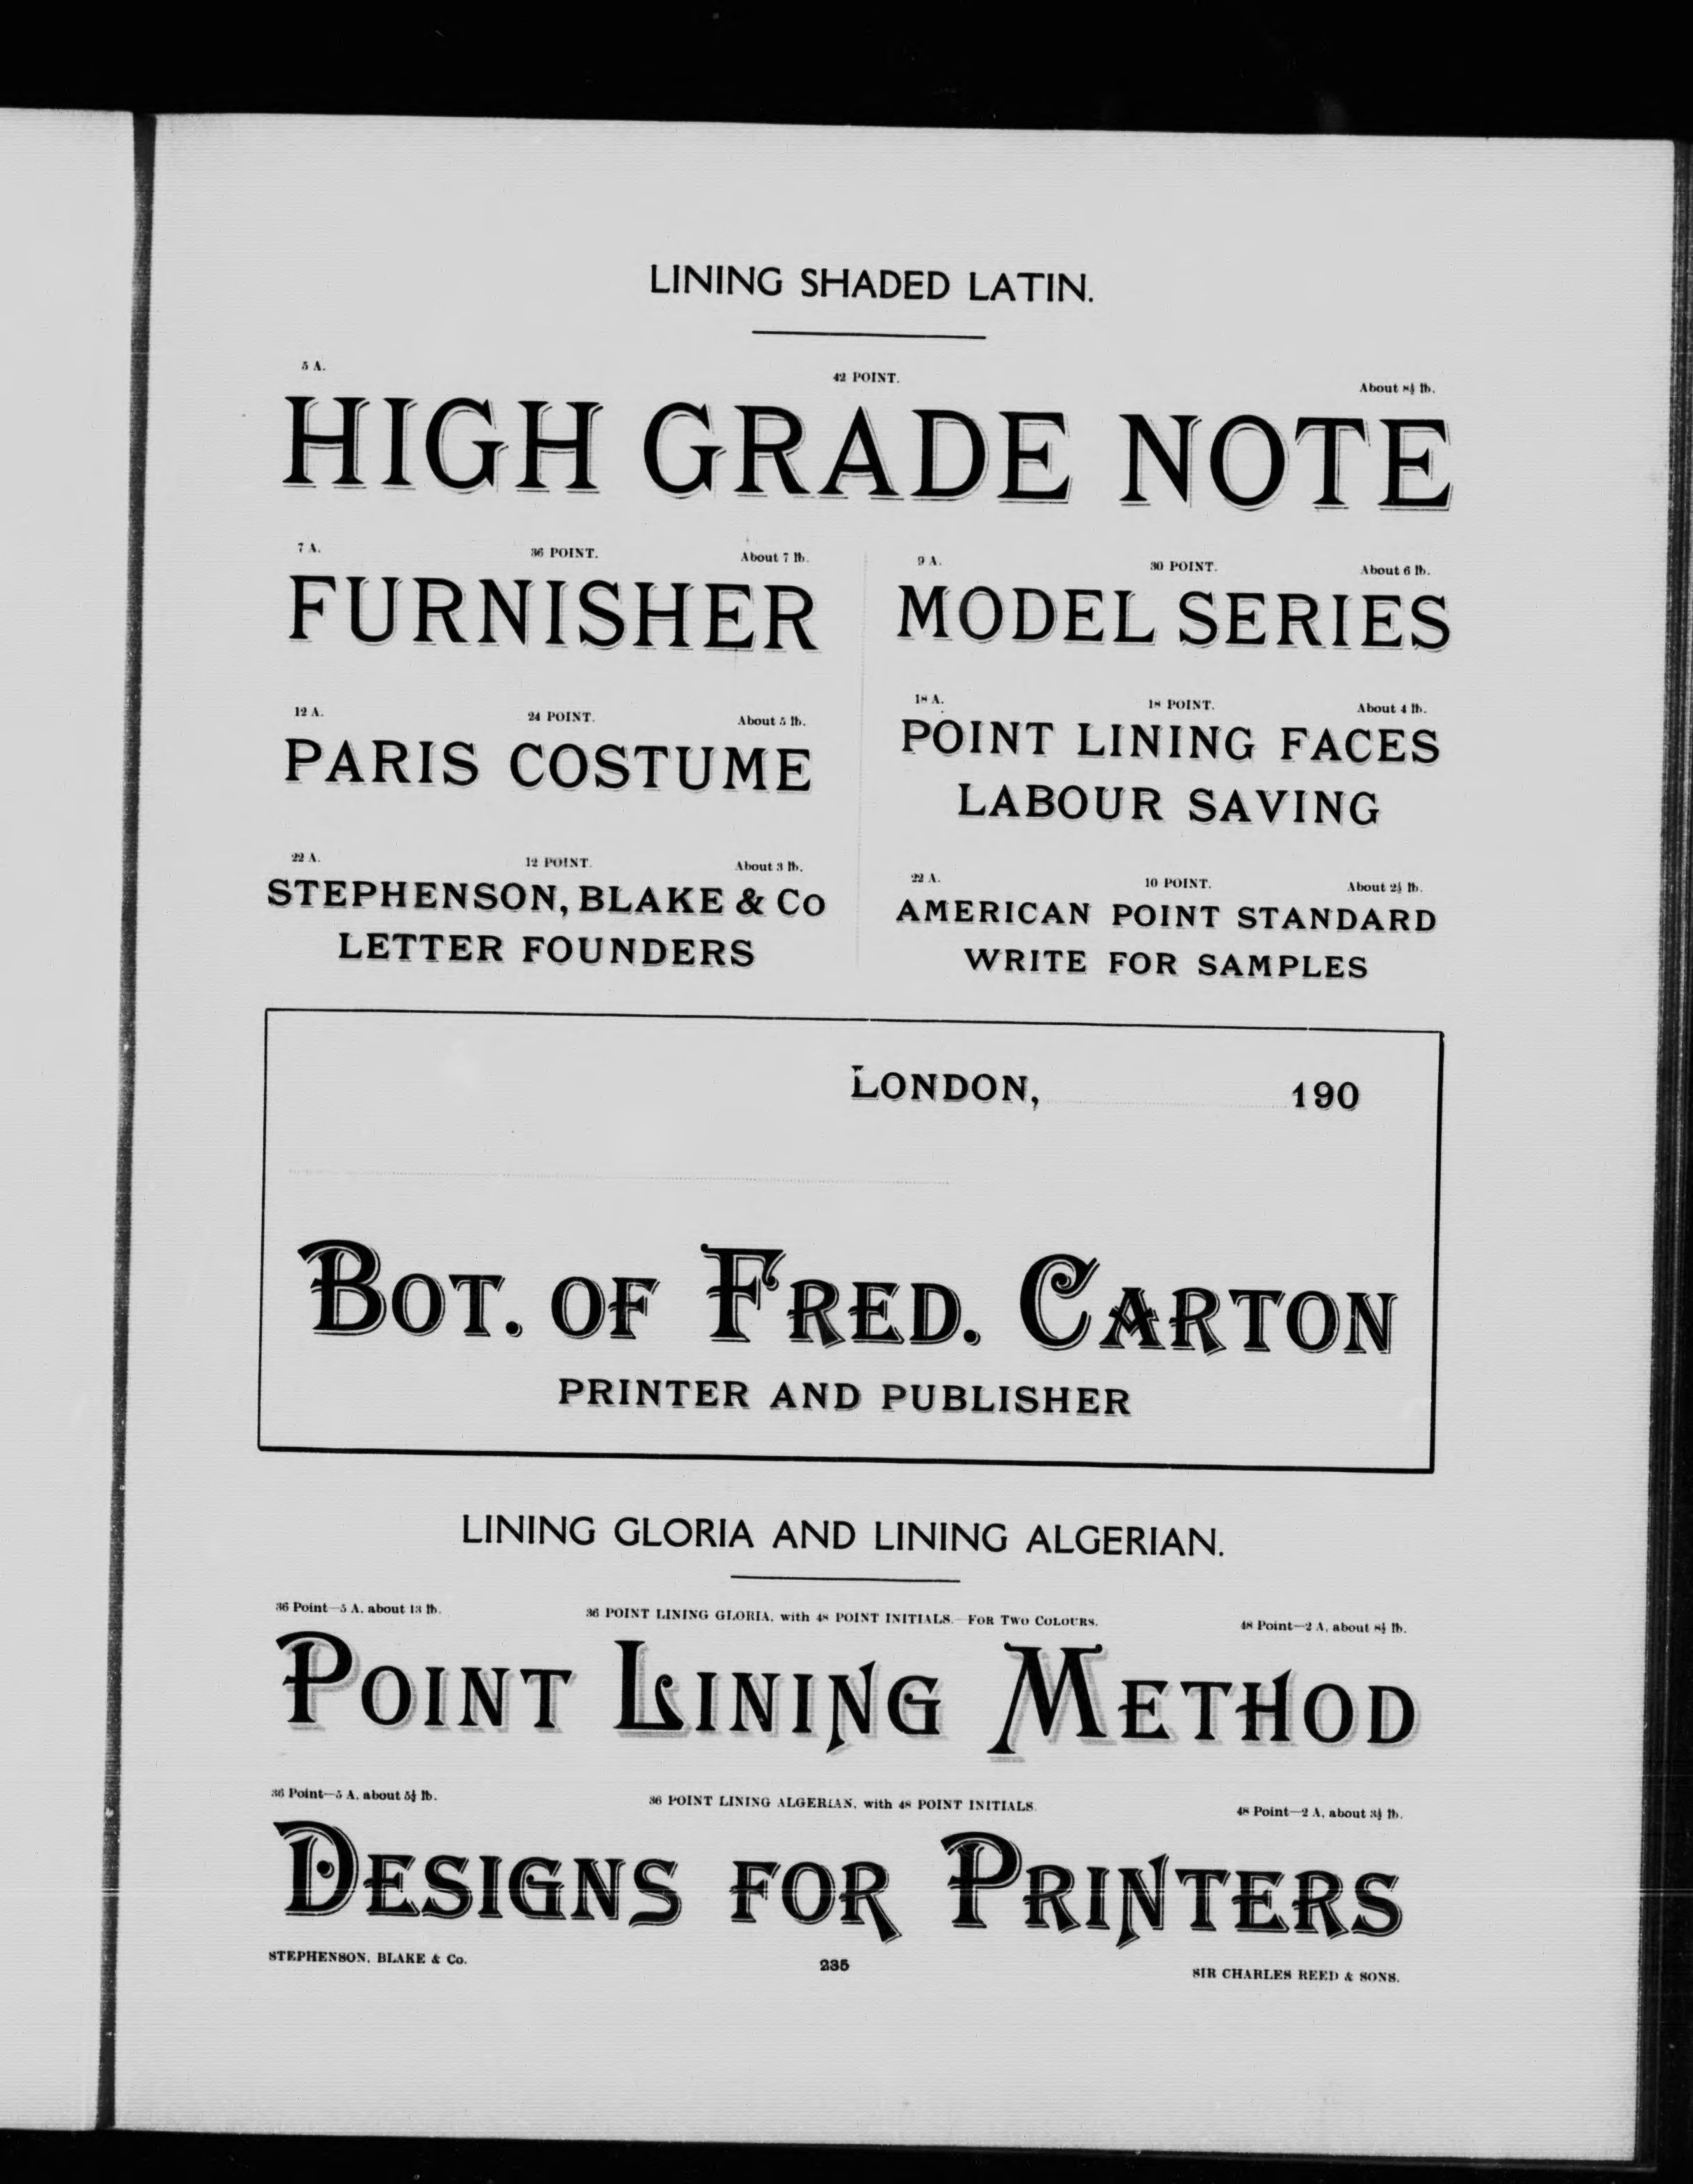 LINING SHADED LATIN.
5 A. 42 POINT. About 8½ lb.
HIGH GRADE NOTE
7 A. 36 POINT. About 7 lb.
FURNISHER
9 A. 30 POINT. About 6 lb.
MODEL SERIES
12 A. 24 POINT. About 5 lb.
PARIS COSTUME
18 A. 18 POINT. About 4 lb.
POINT LINING FACES
LABOUR SAVING
22 A. 12 POINT. About 3 lb.
STEPHENSON, BLAKE & Co
LETTER FOUNDERS
22 A. 10 POINT. About 2½ lb.
AMERICAN POINT STANDARD
WRITE FOR SAMPLES
LONDON, 190
BOT. OF FRED. CARTON
PRINTER AND PUBLISHER
LINING GLORIA AND LINING ALGERIAN.
36 Point—5 A, about 13 lb. 36 POINT LINING GLORIA, with 48 POINT INITIALS.—FOR TWO COLOURS. 48 Point—2 A, about 8½ lb.
POINT LINING METHOD
36 Point—5 A, about 5½ lb. 36 POINT LINING ALGERIAN, with 48 POINT INITIALS. 48 Point—2 A, about 3½ lb.
DESIGNS FOR PRINTERS
STEPHENSON, BLAKE & Co. 235 SIR CHARLES REED & SONS.